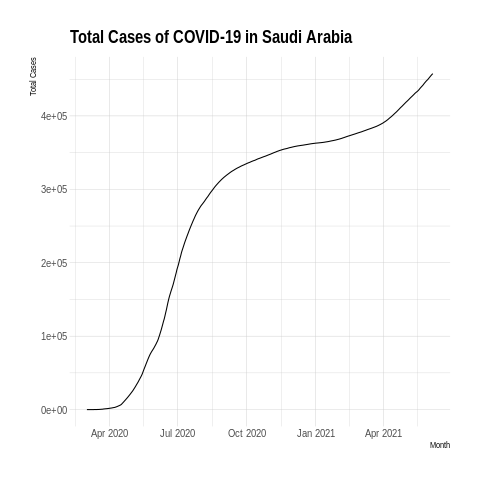 Total Cases of COVID-19 in Saudi Arabia
Total Cases
4e+05
3e+05
2e+05
1e+05
0e+00
Apr 2020 Jul 2020 Oct 2020 Jan 2021 Apr 2021
Month